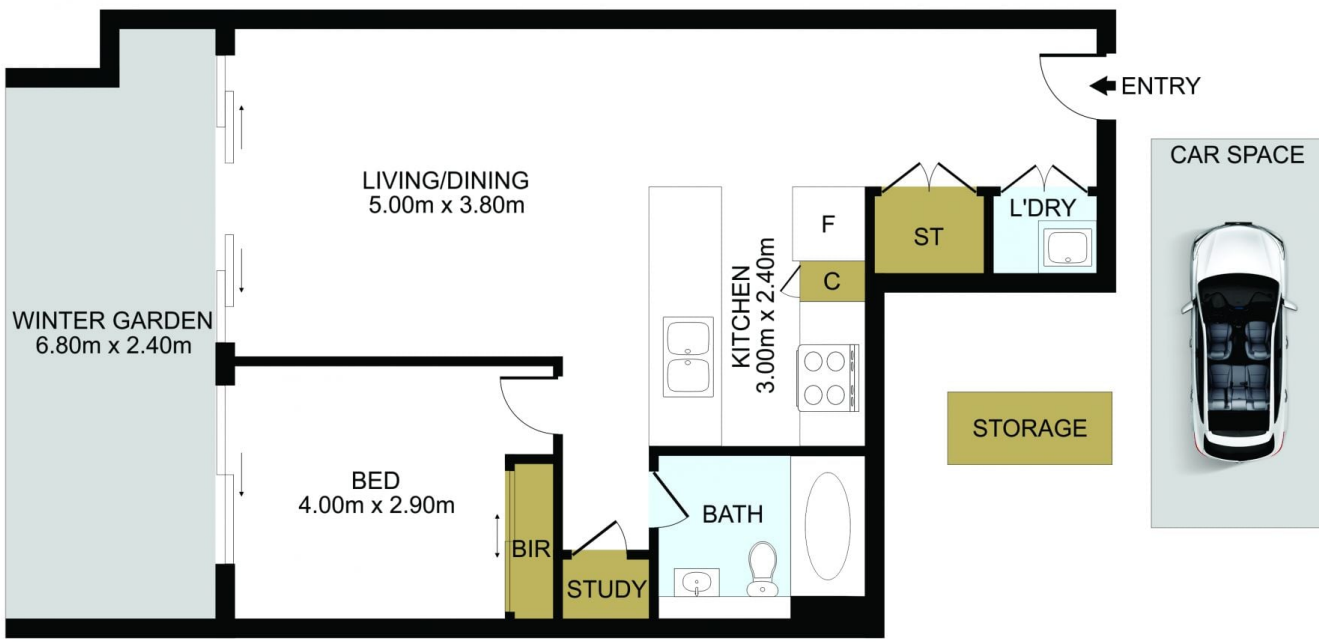 ENTRY
CAR SPACE
LIVING/DINING
5.00m x 3.80m
L'DRY
F
ST
C
KITCHEN
3.00m x 2.40m
WINTER GARDEN
6.80m x 2.40m
STORAGE
BED
4.00m x 2.90m
BATH
BIR
STUDY